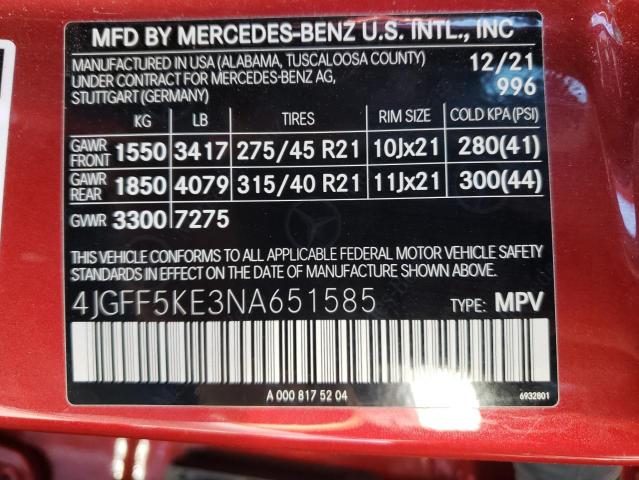 MFD BY MERCEDES-BENZ U.S. INTL., INC
MANUFACTURED IN USA (ALABAMA, TUSCALOOSA COUNTY) 12/21
UNDER CONTRACT FOR MERCEDES-BENZ AG, 996
STUTTGART (GERMANY)
KG LB TIRES RIM SIZE COLD KPA (PSI)
GAWR FRONT 1550 3417 275/45 R21 10Jx21 280(41)
GAWR REAR 1850 4079 315/40 R21 11Jx21 300(44)
GVWR 3300 7275
THIS VEHICLE CONFORMS TO ALL APPLICABLE FEDERAL MOTOR VEHICLE SAFETY
STANDARDS IN EFFECT ON THE DATE OF MANUFACTURE SHOWN ABOVE.
4JGFF5KE3NA651585 TYPE: MPV
A 000 817 52 04 6932801